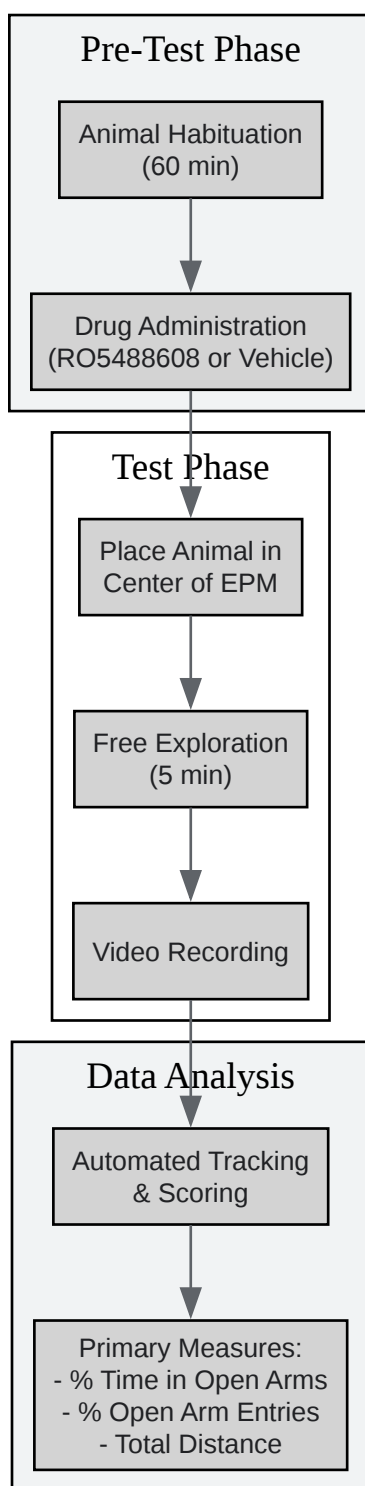 Pre-Test Phase
Animal Habituation
(60 min)
Drug Administration
(RO5488608 or Vehicle)
Test Phase
Place Animal in
Center of EPM
Free Exploration
(5 min)
Video Recording
Data Analysis
Automated Tracking
& Scoring
Primary Measures:
- % Time in Open Arms
- % Open Arm Entries
- Total Distance